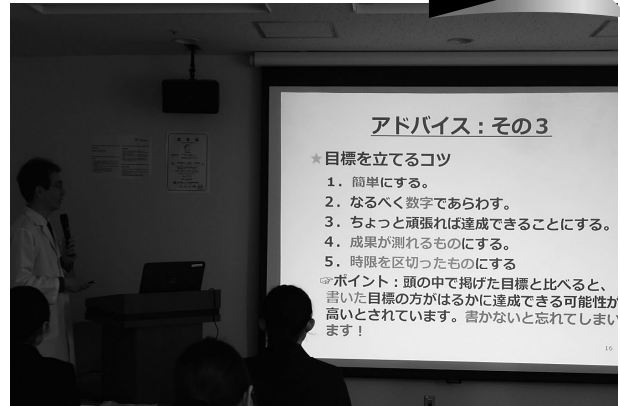 アドバイス：その３
★目標を立てるコツ
１．簡単にする。
２．なるべく数字であらわす。
３．ちょっと頑張れば達成できることにする。
４．成果が測れるものにする。
５．時限を区切ったものにする
☞ポイント：頭の中で掲げた目標と比べると、
書いた目標の方がはるかに達成できる可能性が
高いとされています。書かないと忘れてしまい
ます！
16